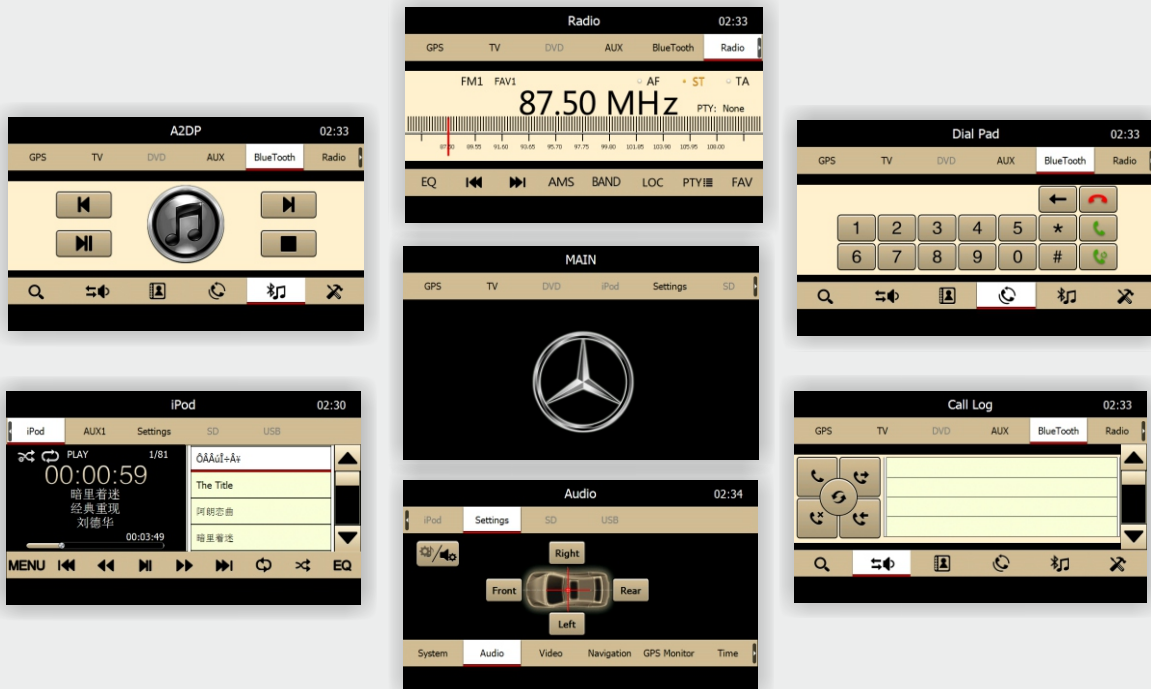 Radio 02:33
GPS TV DVD AUX BlueTooth Radio
FM1 FAV1 AF ST TA
87.50 MHz PTY: None
87.50 89.55 91.60 93.65 95.70 97.75 99.80 101.85 103.90 105.95 108.00
EQ AMS BAND LOC PTY FAV
A2DP 02:33
GPS TV DVD AUX BlueTooth Radio
Dial Pad 02:33
GPS TV DVD AUX BlueTooth Radio
1 2 3 4 5 *
6 7 8 9 0 #
MAIN
GPS TV DVD iPod Settings SD
iPod 02:30
iPod AUX1 Settings SD USB
PLAY 1/81
00:00:59
暗里着迷
经典重现
刘德华
00:03:49
ÔÂÂúÎ÷Â¥
The Title
阿朗恋曲
暗里着迷
MENU EQ
Call Log 02:33
GPS TV DVD AUX BlueTooth Radio
Audio 02:34
iPod Settings SD USB
Right
Front Rear
Left
System Audio Video Navigation GPS Monitor Time